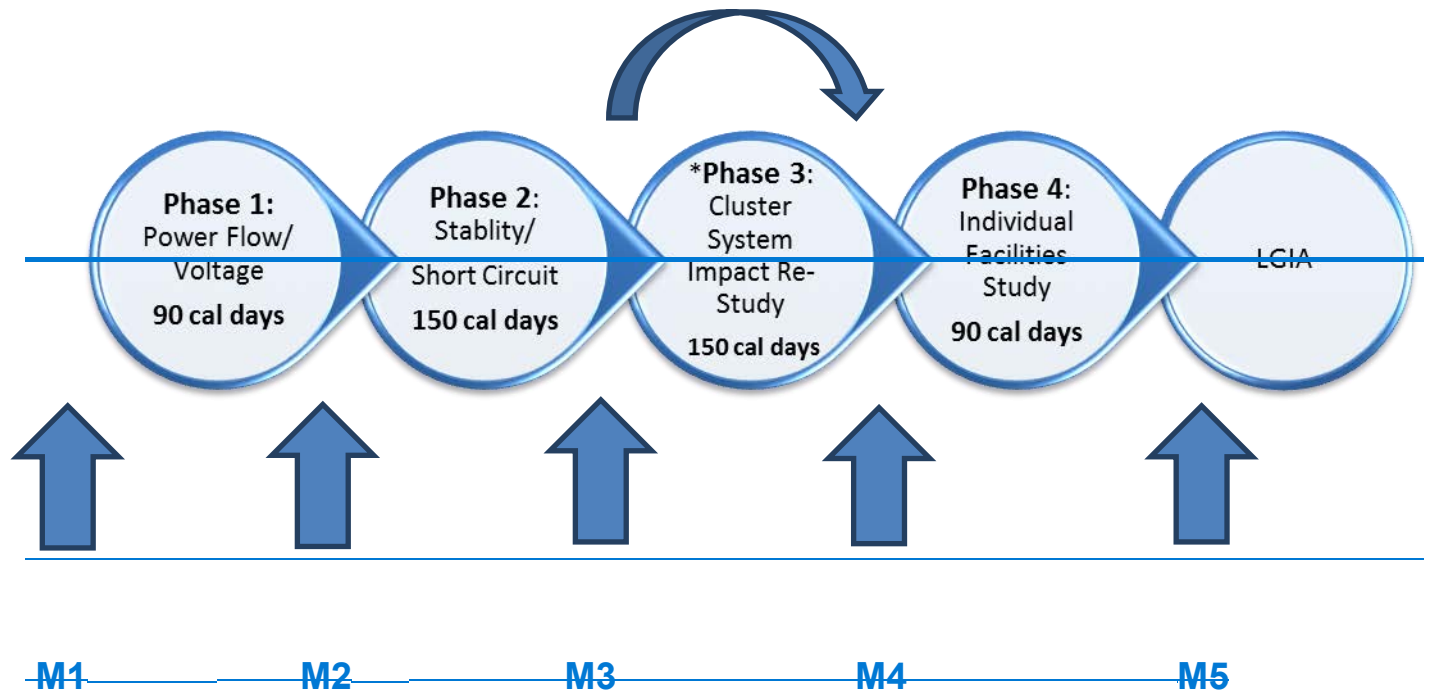 Phase 1:
Power Flow/
Voltage
90 cal days
Phase 2:
Stablity/
Short Circuit
150 cal days
*Phase 3:
Cluster
System
Impact Re-
Study
150 cal days
Phase 4:
Individual
Facilities
Study
90 cal days
LGIA
M1 M2 M3 M4 M5